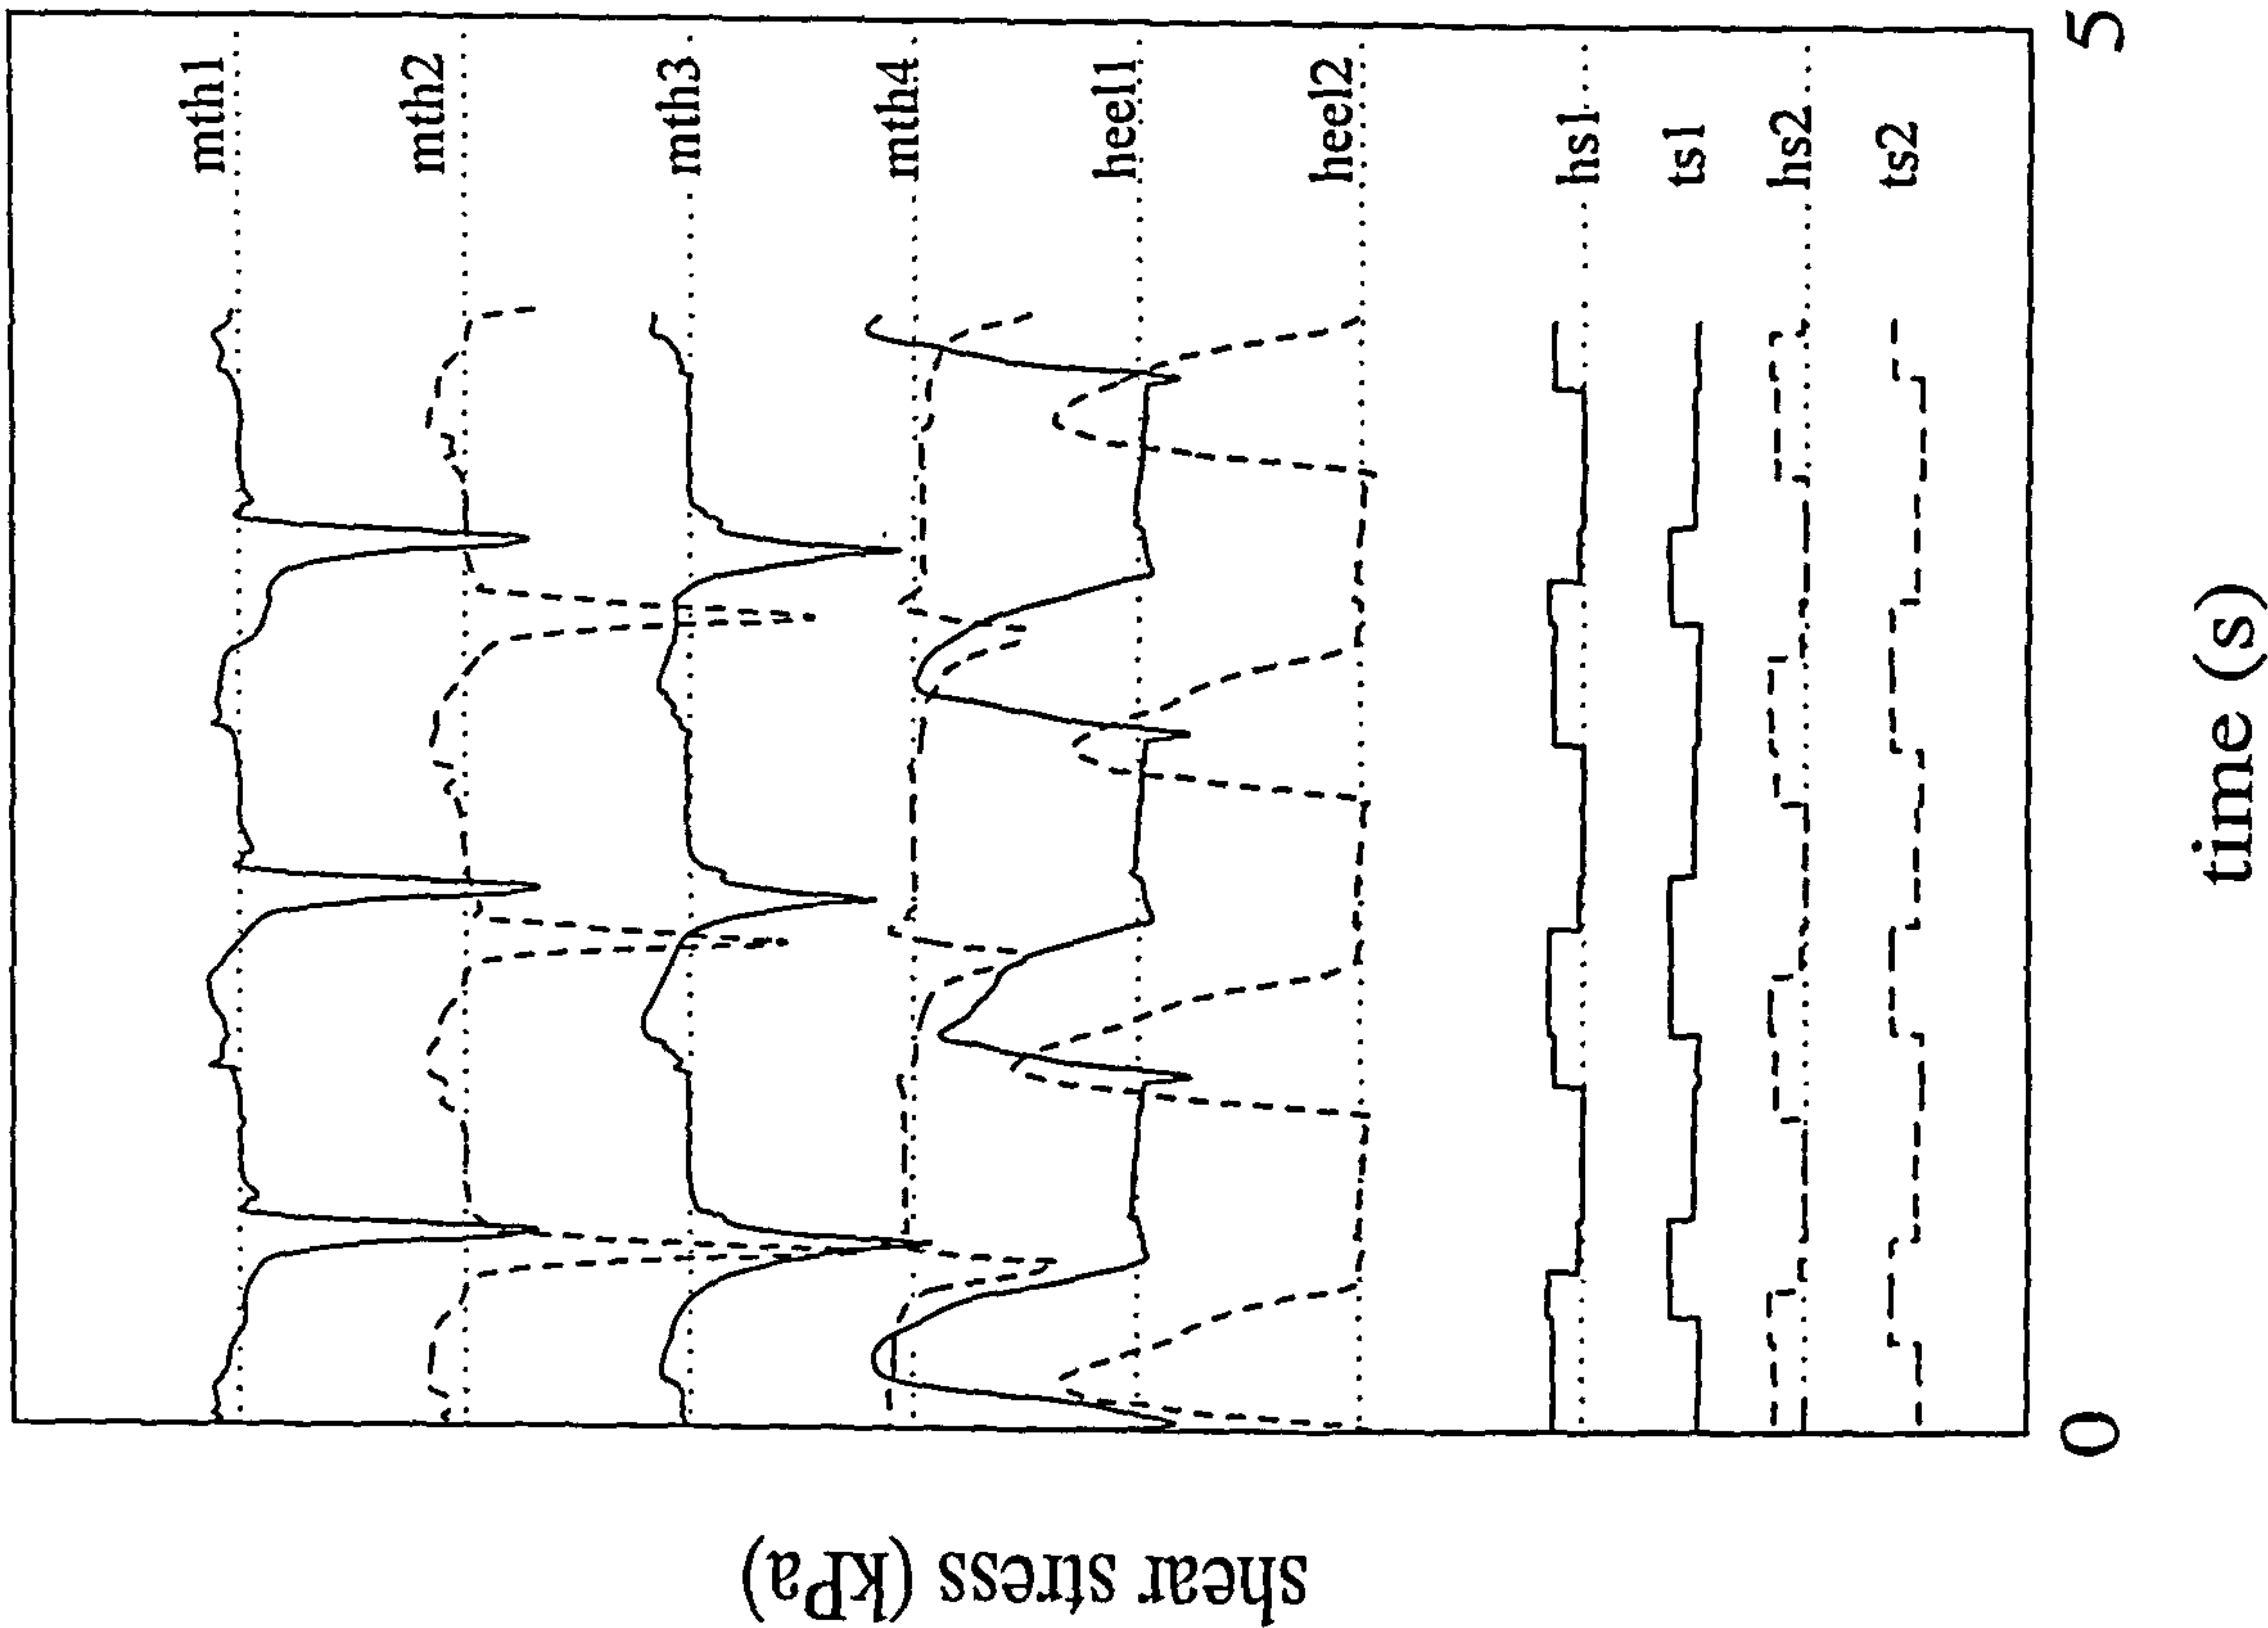 mth1
mth2
mth3
mth4
heel1
heel2
hs1
ts1
hs2
ts2
0
5
time (s)
shear stress (kPa)